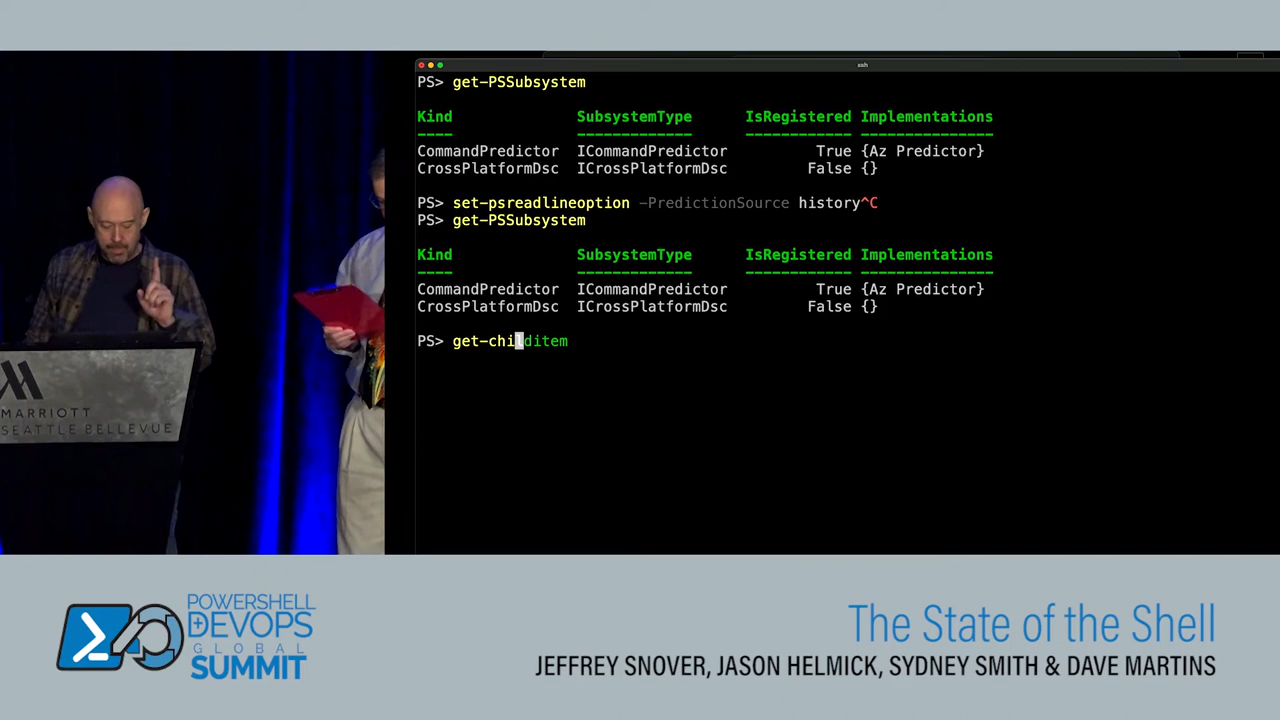 ssh
PS> get-PSSubsystem
Kind SubsystemType IsRegistered Implementations
---- ------------- ------------ ---------------
CommandPredictor ICommandPredictor True {Az Predictor}
CrossPlatformDsc ICrossPlatformDsc False {}
PS> set-psreadlineoption -PredictionSource history^C
PS> get-PSSubsystem
Kind SubsystemType IsRegistered Implementations
---- ------------- ------------ ---------------
CommandPredictor ICommandPredictor True {Az Predictor}
CrossPlatformDsc ICrossPlatformDsc False {}
PS> get-childitem
MARRIOTT
SEATTLE BELLEVUE
POWERSHELL
+DEVOPS
GLOBAL
SUMMIT
The State of the Shell
JEFFREY SNOVER, JASON HELMICK, SYDNEY SMITH & DAVE MARTINS